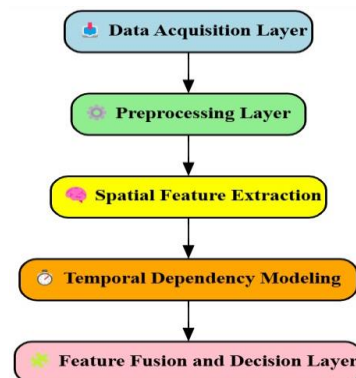 Data Acquisition Layer
Preprocessing Layer
Spatial Feature Extraction
Temporal Dependency Modeling
Feature Fusion and Decision Layer